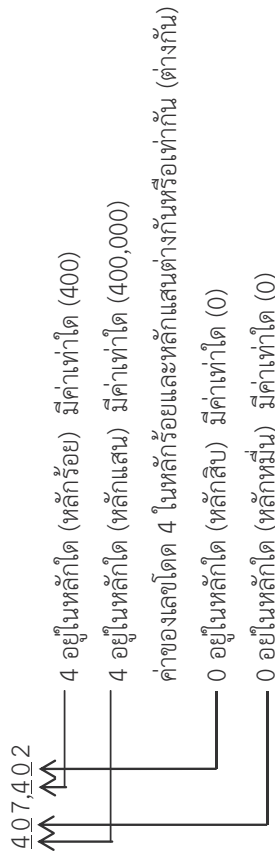 407,402
4 อยู่ในหลักใด (หลักร้อย) มีค่าเท่าใด (400)
4 อยู่ในหลักใด (หลักแสน) มีค่าเท่าใด (400,000)
ค่าของเลขโดด 4 ในหลักร้อยและหลักแสนต่างกันหรือเท่ากัน (ต่างกัน)
0 อยู่ในหลักใด (หลักสิบ) มีค่าเท่าใด (0)
0 อยู่ในหลักใด (หลักหมื่น) มีค่าเท่าใด (0)